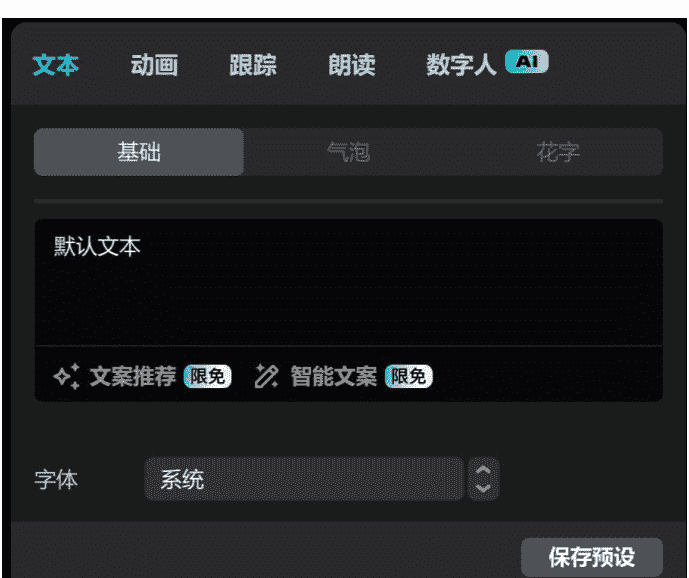 文本 动画 跟踪 朗读 数字人 AI
基础 气泡 花字
默认文本
文案推荐 限免 智能文案 限免
字体 系统
保存预设